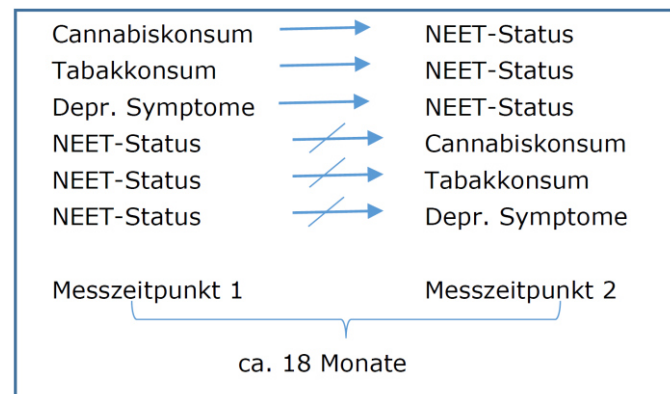 Cannabiskonsum NEET-Status
Tabakkonsum NEET-Status
Depr. Symptome NEET-Status
NEET-Status Cannabiskonsum
NEET-Status Tabakkonsum
NEET-Status Depr. Symptome
Messzeitpunkt 1 Messzeitpunkt 2
ca. 18 Monate